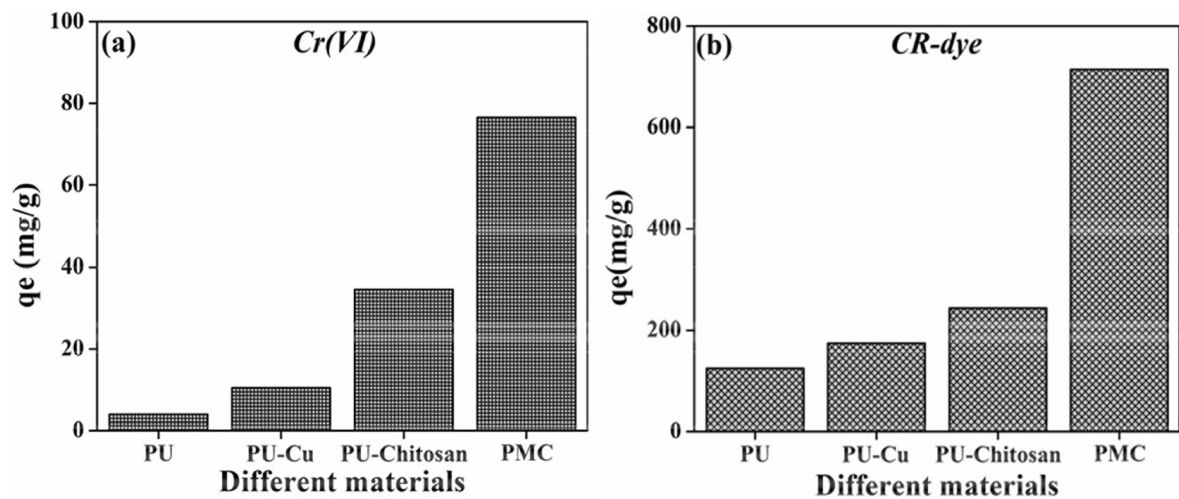 (a)
Cr(VI)
100
80
60
40
20
0
qe (mg/g)
PU
PU-Cu
PU-Chitosan
PMC
Different materials
(b)
CR-dye
800
600
400
200
0
qe(mg/g)
PU
PU-Cu
PU-Chitosan
PMC
Different materials